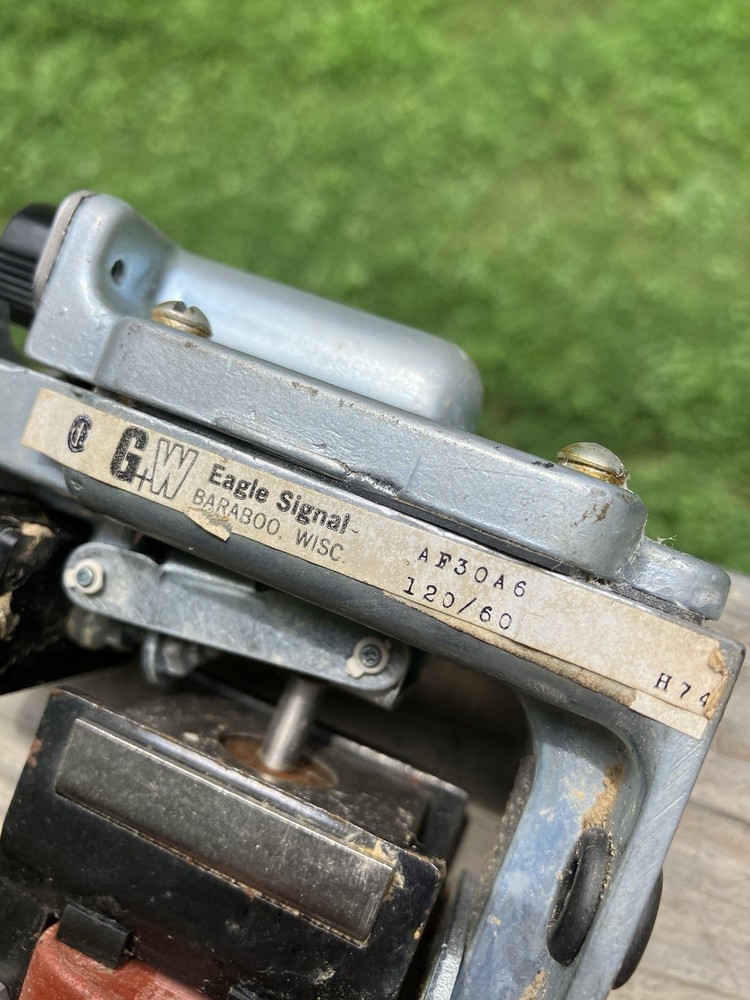 G+W Eagle Signal
BARABOO, WISC.
AF30A6
120/60
H74